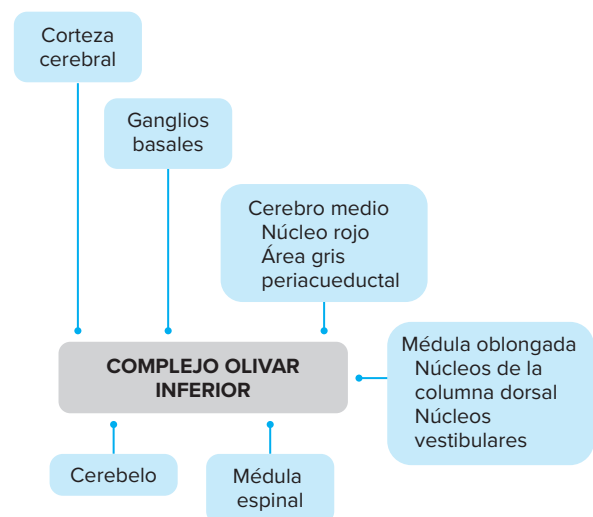 Corteza
cerebral
Ganglios
basales
Cerebro medio
Núcleo rojo
Área gris
periacueductal
COMPLEJO OLIVAR
INFERIOR
Médula oblongada
Núcleos de la
columna dorsal
Núcleos
vestibulares
Cerebelo
Médula
espinal